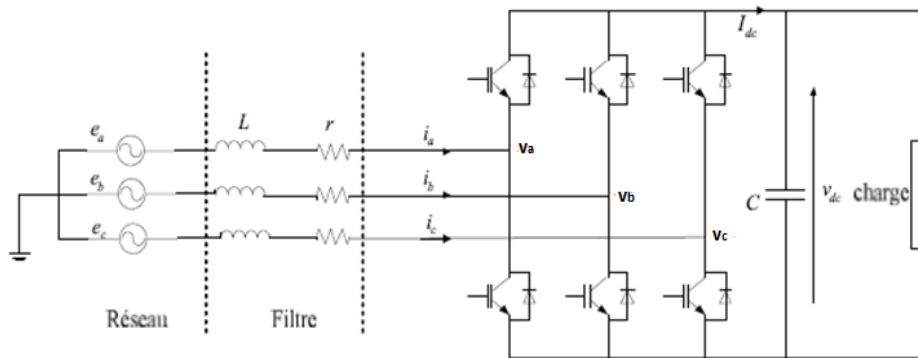 I_dc
L
r
e_a
i_a
va
e_b
i_b
vb
e_c
i_c
vc
C
v_dc
charge
Réseau
Filtre